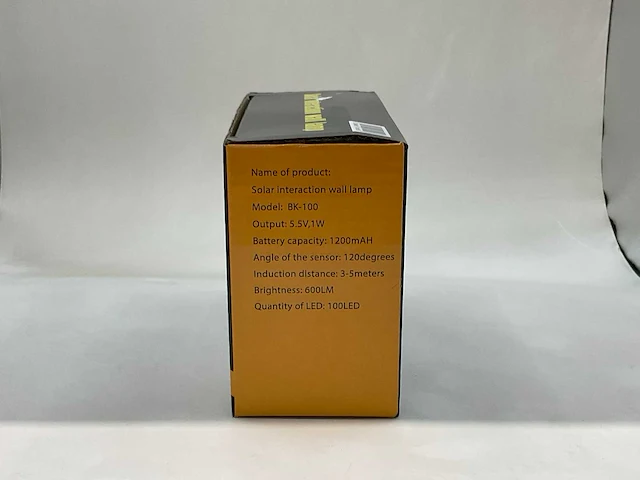 Name of product:
Solar interaction wall lamp
Model: BK-100
Output: 5.5V,1W
Battery capacity: 1200mAH
Angle of the sensor: 120degrees
Induction distance: 3-5meters
Brightness: 600LM
Quantity of LED: 100LED